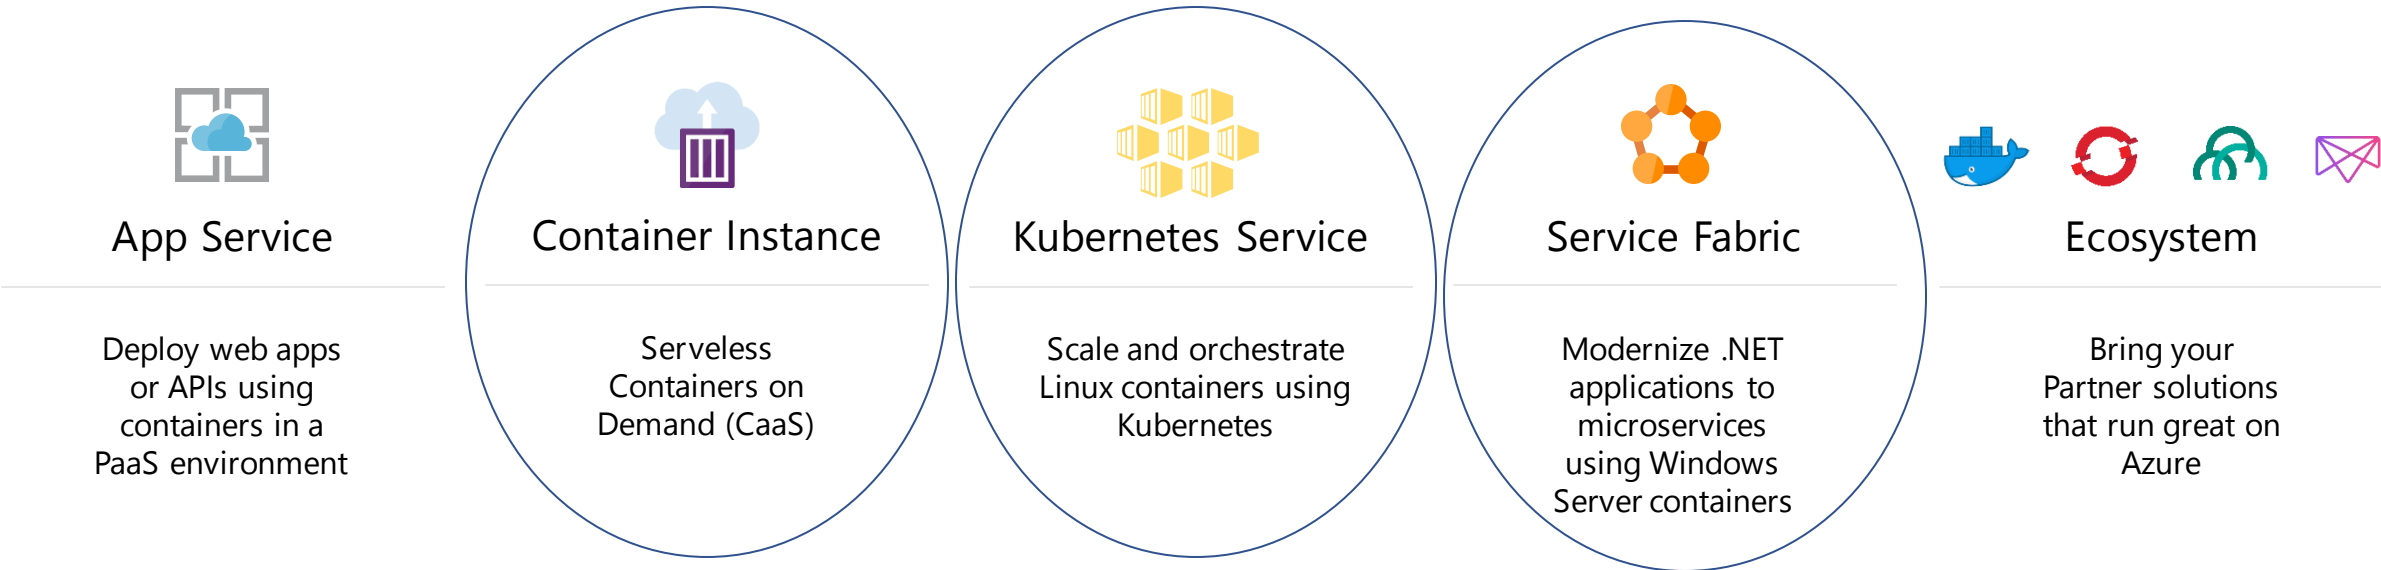 App Service
Deploy web apps
or APIs using
containers in a
PaaS environment
Container Instance
Serveless
Containers on
Demand (CaaS)
Kubernetes Service
Scale and orchestrate
Linux containers using
Kubernetes
Service Fabric
Modernize .NET
applications to
microservices
using Windows
Server containers
Ecosystem
Bring your
Partner solutions
that run great on
Azure